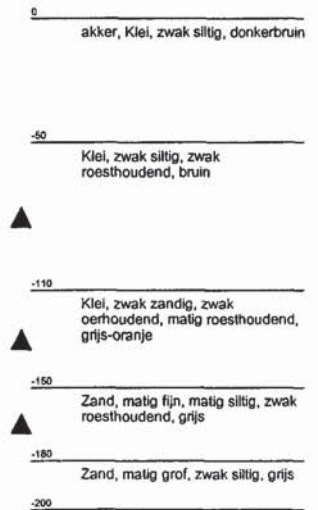 0
akker, Klei, zwak siltig, donkerbruin
-50
Klei, zwak siltig, zwak
roesthoudend, bruin
-110
Klei, zwak zandig, zwak
oerhoudend, matig roesthoudend,
grijs-oranje
-150
Zand, matig fijn, matig siltig, zwak
roesthoudend, grijs
-180
Zand, matig grof, zwak siltig, grijs
-200